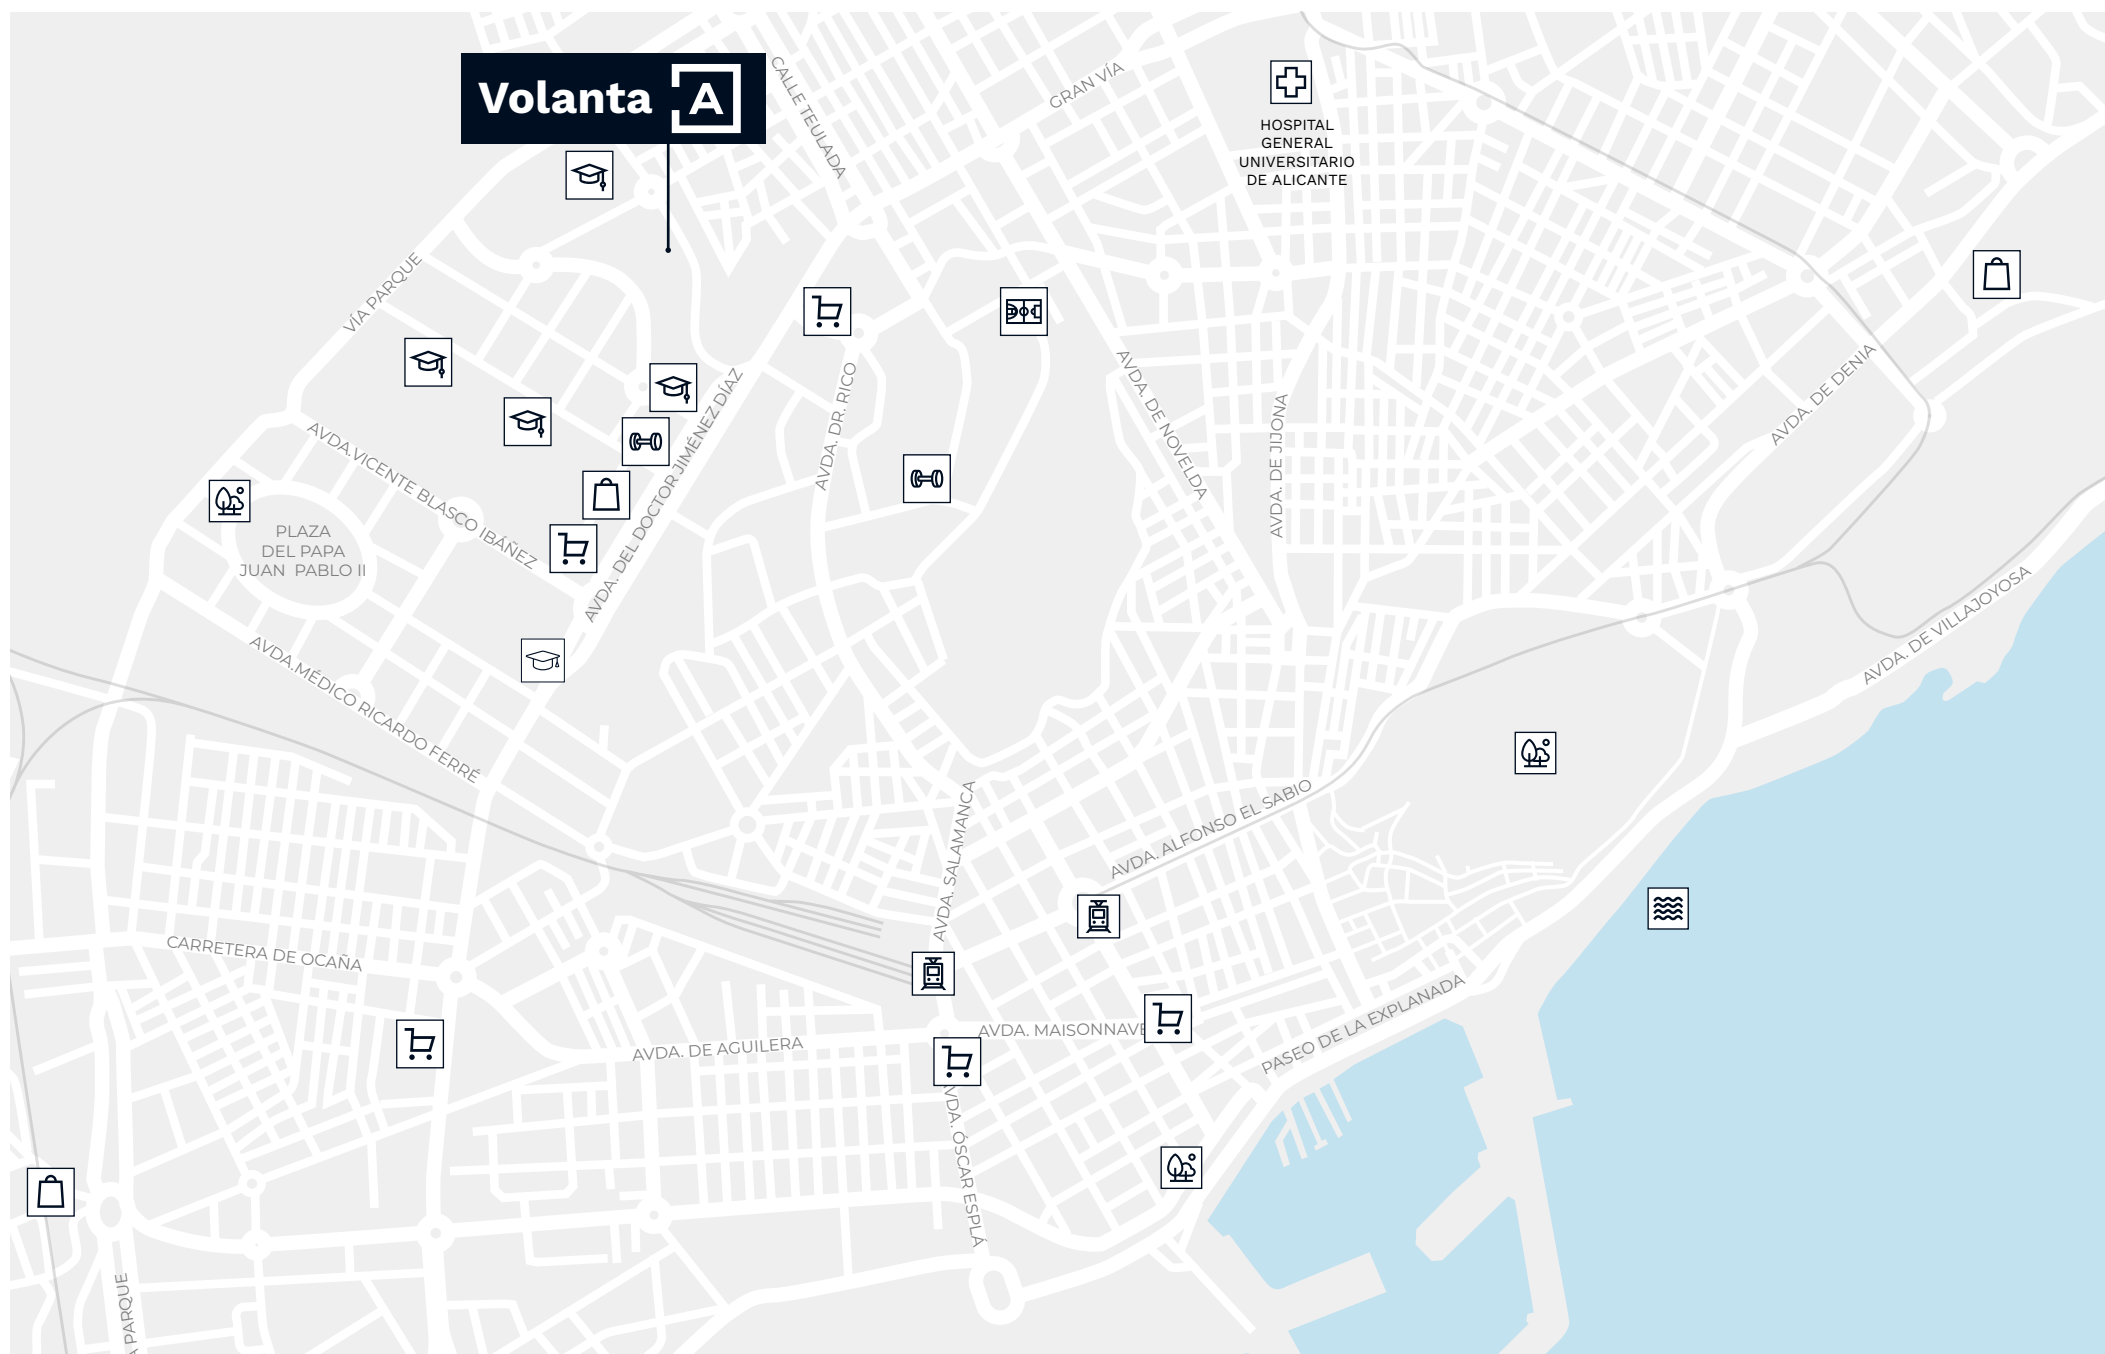 Volanta A
CALLE TEULADA
GRAN VÍA
HOSPITAL
GENERAL
UNIVERSITARIO
DE ALICANTE
VÍA PARQUE
AVDA. DEL DOCTOR JIMÉNEZ DÍAZ
AVDA. DR. RICO
AVDA. DE NOVELDA
AVDA. DE JIJONA
AVDA. DE DENIA
AVDA.VICENTE BLASCO IBÁÑEZ
PLAZA
DEL PAPA
JUAN PABLO II
AVDA. DE VILLAJOYOSA
AVDA.MÉDICO RICARDO FERRÉ
AVDA. SALAMANCA
AVDA. ALFONSO EL SABIO
CARRETERA DE OCAÑA
AVDA. DE AGUILERA
AVDA. MAISONNAVE
PASEO DE LA EXPLANADA
AVDA. ÓSCAR ESPLÁ
A PARQUE